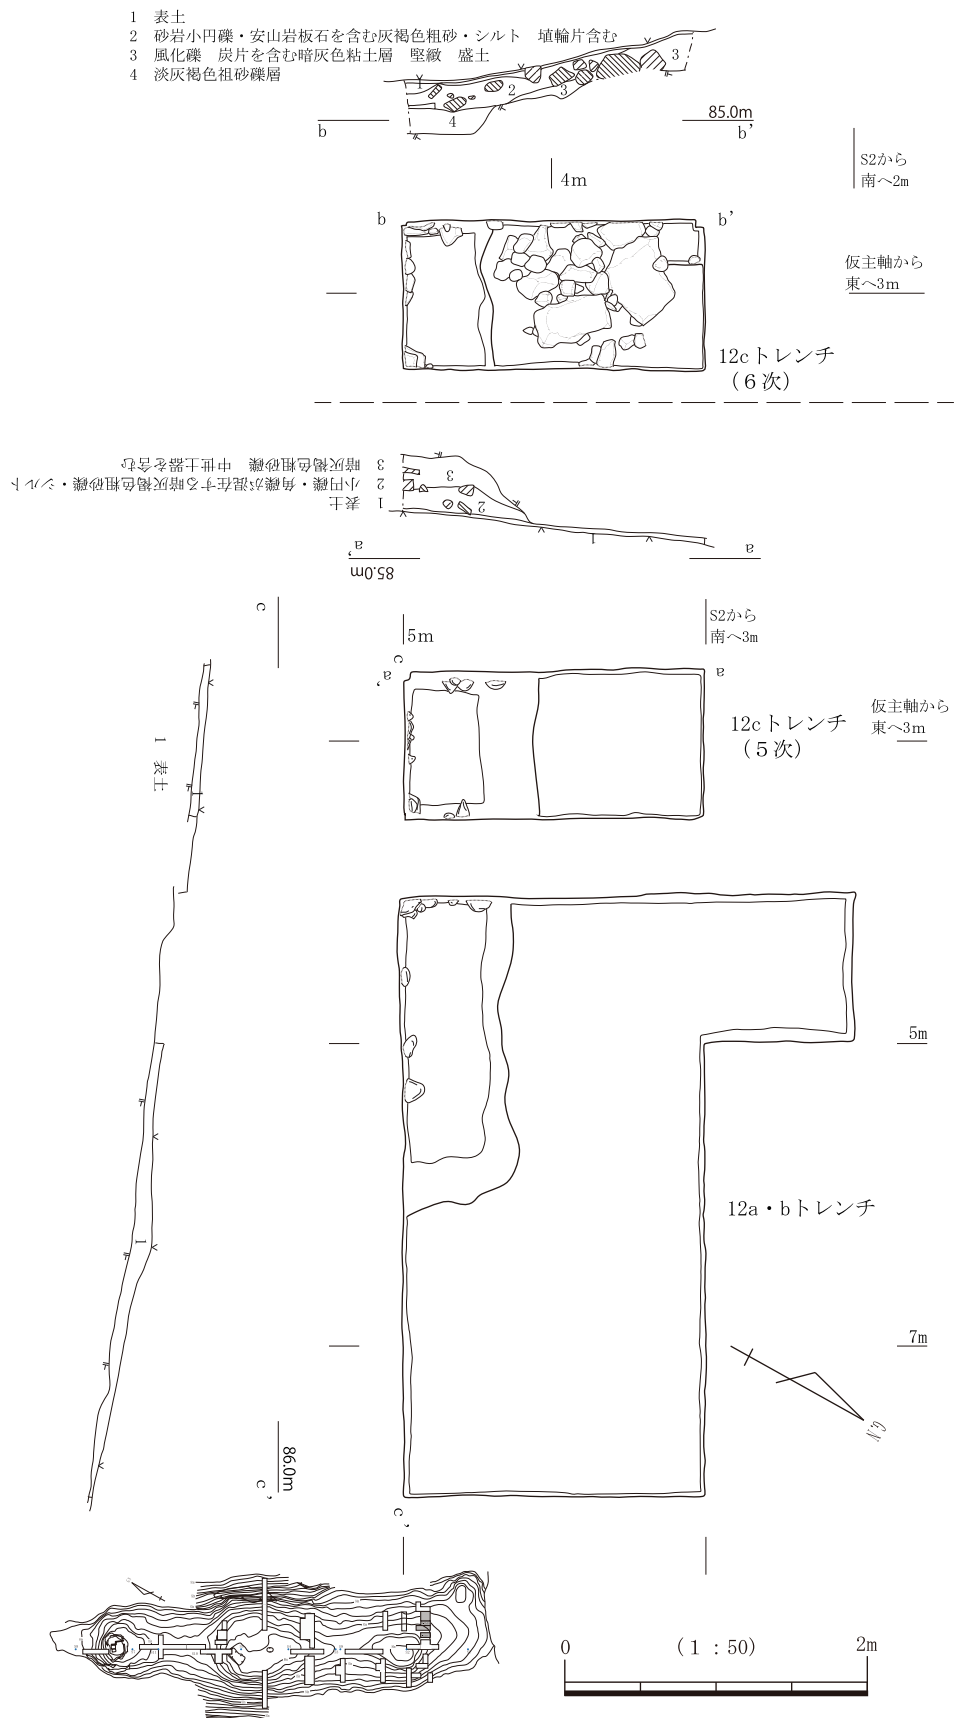 1　表土
2　砂岩小円礫・安山岩板石を含む灰褐色粗砂・シルト　埴輪片含む
3　風化礫　炭片を含む暗灰色粘土層　堅緻　盛土
4　淡灰褐色祖砂礫層
1
2
3
3
4
85.0m
b
b'
S2から
南へ2m
4m
b
b'
仮主軸から
東へ3m
12cトレンチ
（６次）
3　暗灰褐色粗砂礫　中世土器を含む
2　小円礫・角礫が混在する暗灰褐色粗砂礫・シルト
1　表土
3
2
1
a'
a
85.0m
c
S2から
南へ3m
5m
c
a'
a
仮主軸から
東へ3m
12cトレンチ
（５次）
1　表土
5m
12a・bトレンチ
1
7m
G.N
86.0m
c'
c'
0
（１：50）
2m